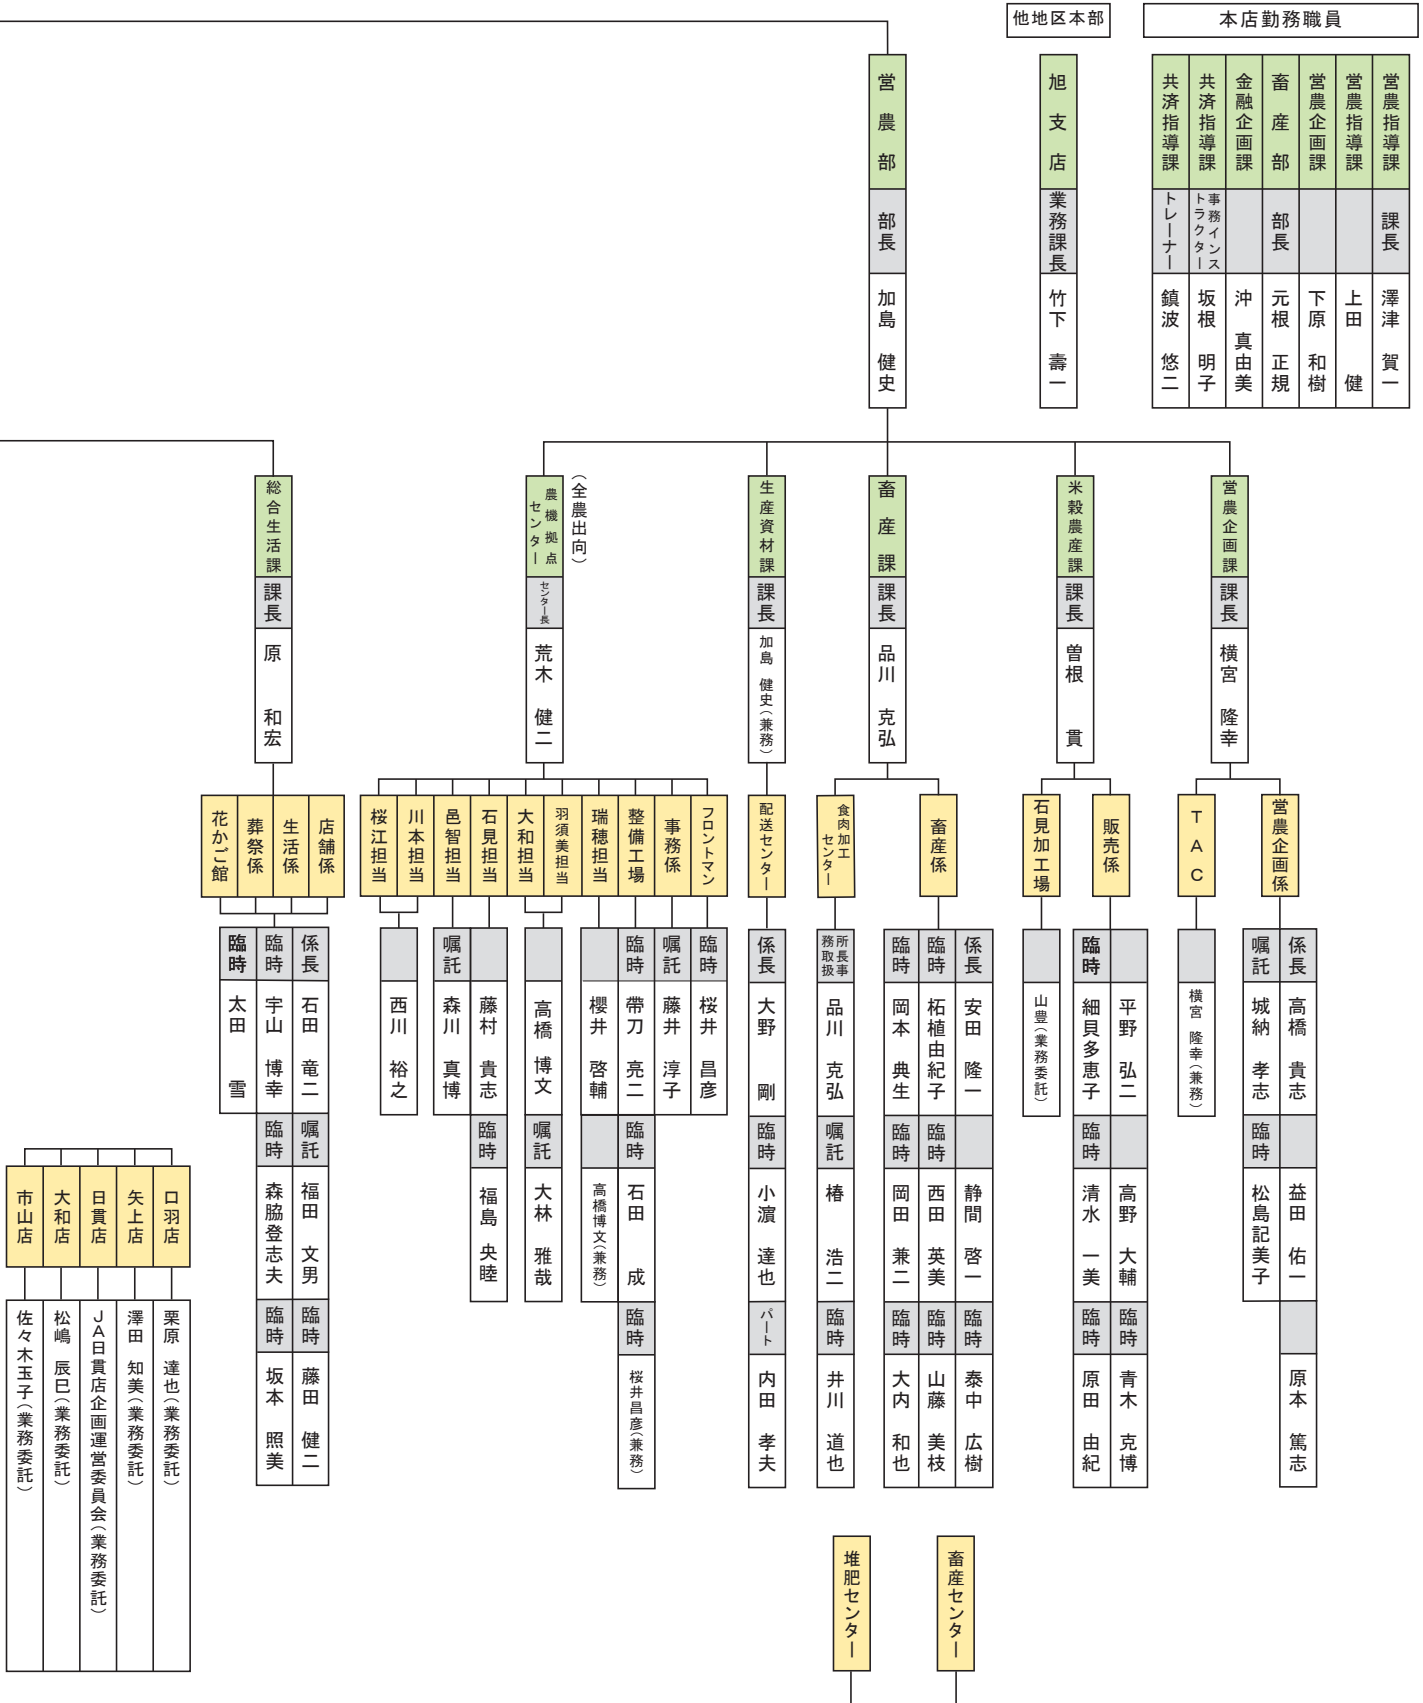 他地区本部
本店勤務職員
営農指導課
課長
澤津 賀一
営農指導課
上田 健
営農企画課
下原 和樹
畜産部
部長
元根 正規
金融企画課
沖 真由美
共済指導課
事務インストラクター
坂根 明子
共済指導課
トレーナー
鎮波 悠二
旭支店
業務課長
竹下 壽一
営農部
部長
加島 健史
営農企画課
課長
横宮 隆幸
営農企画係
係長
高橋 貴志
益田 佑一
原本 篤志
嘱託
城納 孝志
臨時
松島記美子
TAC
横宮 隆幸(兼務)
米穀農産課
課長
曽根 貫
販売係
平野 弘二
高野 大輔
臨時
青木 克博
臨時
細貝多恵子
臨時
清水 一美
臨時
原田 由紀
石見加工場
山豊(業務委託)
畜産課
課長
品川 克弘
畜産係
係長
安田 隆一
静間 啓一
臨時
泰中 広樹
臨時
柘植由紀子
臨時
西田 英美
臨時
山藤 美枝
臨時
岡本 典生
臨時
岡田 兼二
臨時
大内 和也
食肉加工センター
所長事務取扱
品川 克弘
嘱託
椿 浩二
臨時
井川 道也
生産資材課
課長
加島 健史(兼務)
配送センター
係長
大野 剛
臨時
小濵 達也
パート
内田 孝夫
(全農出向)
農機拠点センター
センター長
荒木 健二
フロントマン
臨時
桜井 昌彦
事務係
嘱託
藤井 淳子
整備工場
臨時
帶刀 亮二
臨時
石田 成
臨時
桜井昌彦(兼務)
瑞穂担当
櫻井 啓輔
高橋博文(兼務)
羽須美担当
大和担当
高橋 博文
嘱託
大林 雅哉
石見担当
藤村 貴志
臨時
福島 央睦
邑智担当
嘱託
森川 真博
川本担当
桜江担当
西川 裕之
総合生活課
課長
原 和宏
店舗係
生活係
葬祭係
花かご館
係長
石田 竜二
嘱託
福田 文男
臨時
藤田 健二
臨時
宇山 博幸
臨時
森脇登志夫
臨時
坂本 照美
臨時
太田 雪
口羽店
栗原 達也(業務委託)
矢上店
澤田 知美(業務委託)
日貫店
JA日貫店企画運営委員会(業務委託)
大和店
松嶋 辰巳(業務委託)
市山店
佐々木玉子(業務委託)
畜産センター
堆肥センター